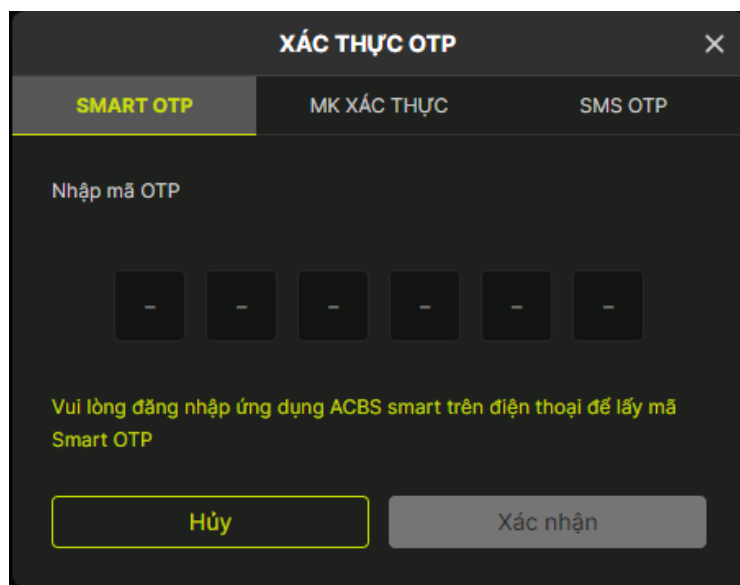 XÁC THỰC OTP
SMART OTP MK XÁC THỰC SMS OTP
Nhập mã OTP
- - - - - -
Vui lòng đăng nhập ứng dụng ACBS smart trên điện thoại để lấy mã
Smart OTP
Hủy Xác nhận